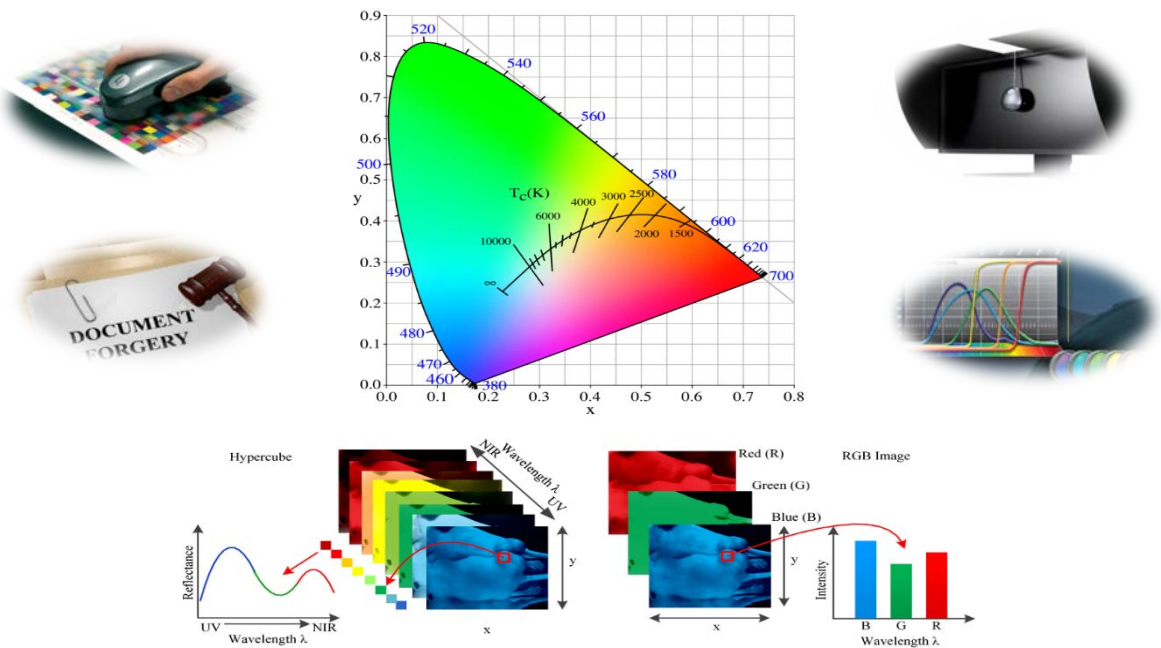 0.9
0.8
0.7
0.6
0.5
y
0.4
0.3
0.2
0.1
0.0
0.0 0.1 0.2 0.3 0.4 0.5 0.6 0.7 0.8
x
520
540
560
500
580
600
620
700
490
480
470
460
380
Tc(K)
∞
10000
6000
4000
3000
2500
2000
1500
DOCUMENT
FORGERY
Hypercube
NIR
Wavelength λ
UV
Reflectance
UV
NIR
Wavelength λ
y
x
Red (R)
Green (G)
Blue (B)
RGB Image
y
x
Intensity
B G R
Wavelength λ